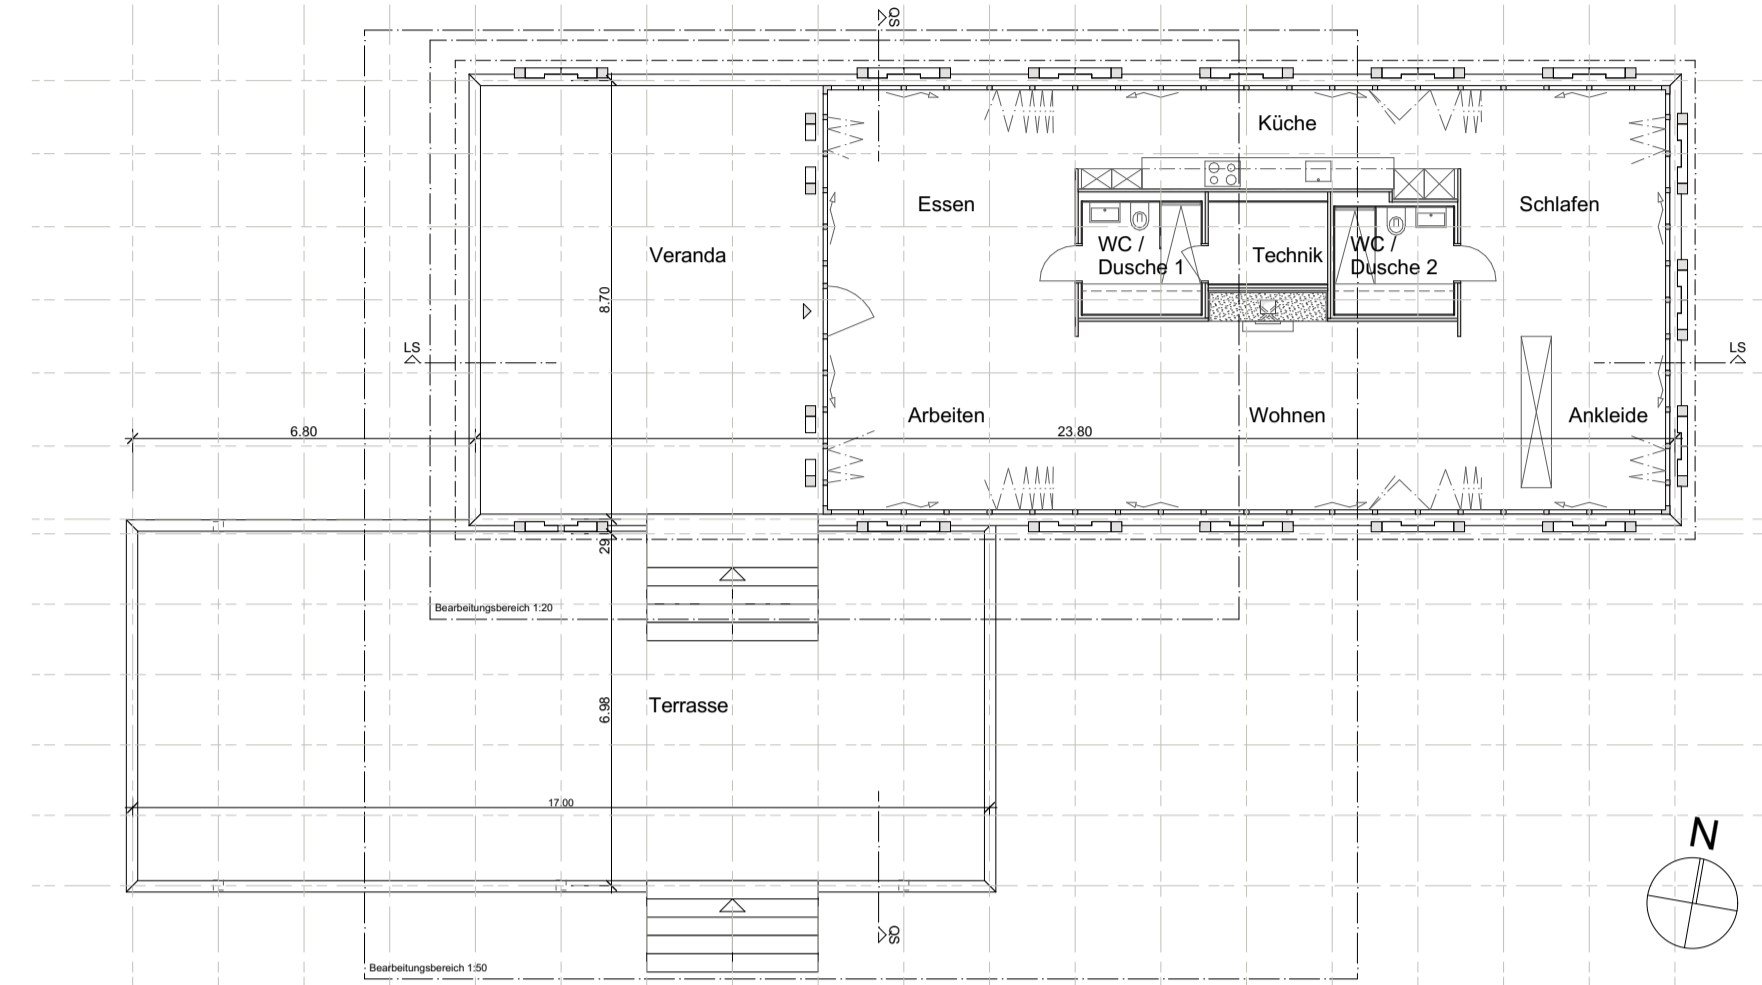 QS
Küche
Essen
Schlafen
WC /
Dusche 1
Technik
WC /
Dusche 2
Veranda
8.70
LS
LS
6.80
Arbeiten
Wohnen
Ankleide
23.80
29
Bearbeitungsbereich 1:20
Terrasse
6.98
17.00
N
QS
Bearbeitungsbereich 1:50